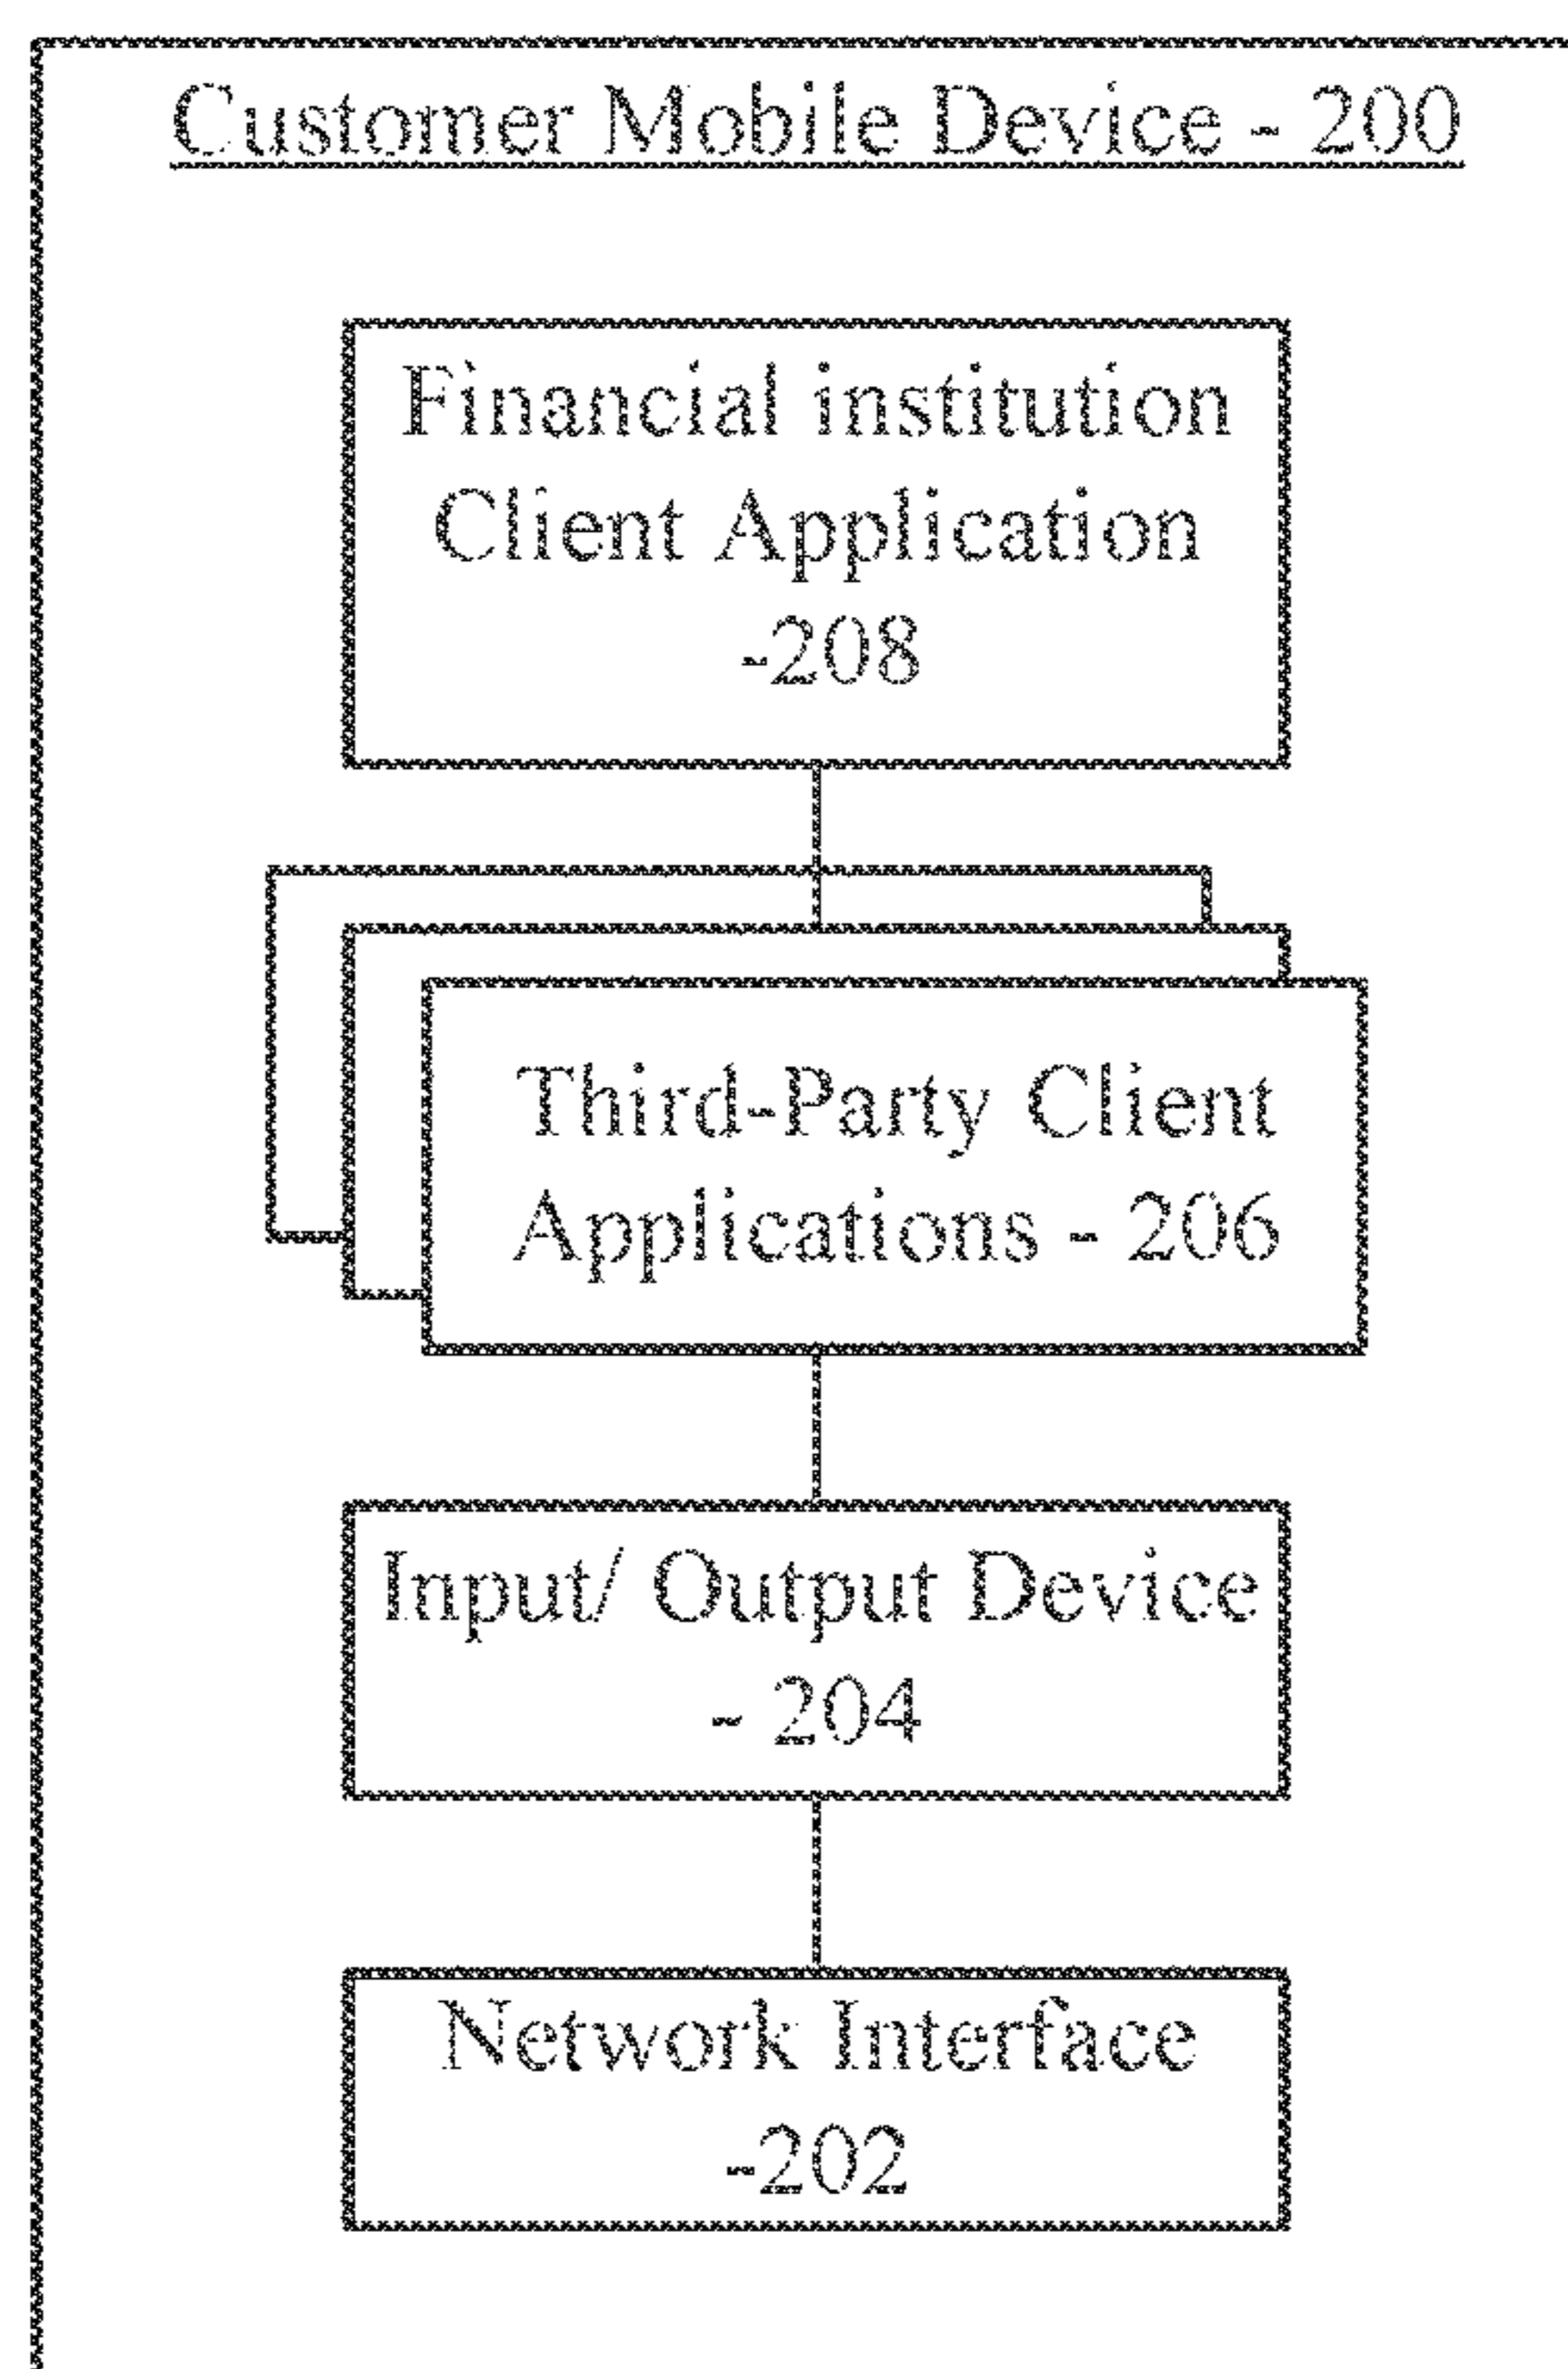 Customer Mobile Device - 200
Financial institution
Client Application
-208
Third-Party Client
Applications - 206
Input/ Output Device
- 204
Network Interface
-202